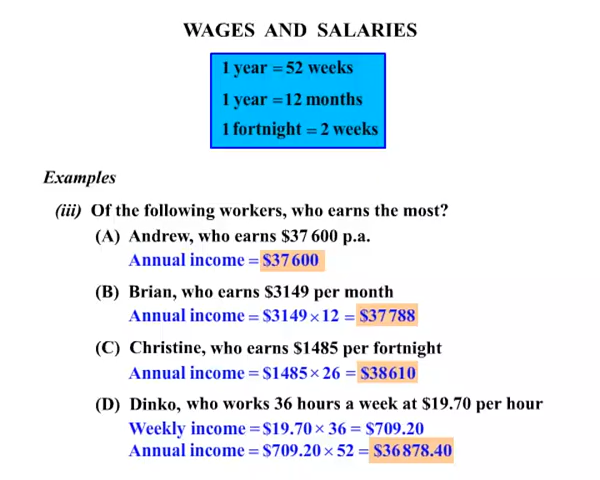 WAGES AND SALARIES
1 year = 52 weeks
1 year = 12 months
1 fortnight = 2 weeks
Examples
(iii) Of the following workers, who earns the most?
(A) Andrew, who earns $37 600 p.a.
Annual income = $37 600
(B) Brian, who earns $3149 per month
Annual income = $3149 × 12 = $37 788
(C) Christine, who earns $1485 per fortnight
Annual income = $1485 × 26 = $38610
(D) Dinko, who works 36 hours a week at $19.70 per hour
Weekly income = $19.70 × 36 = $709.20
Annual income = $709.20 × 52 = $36 878.40